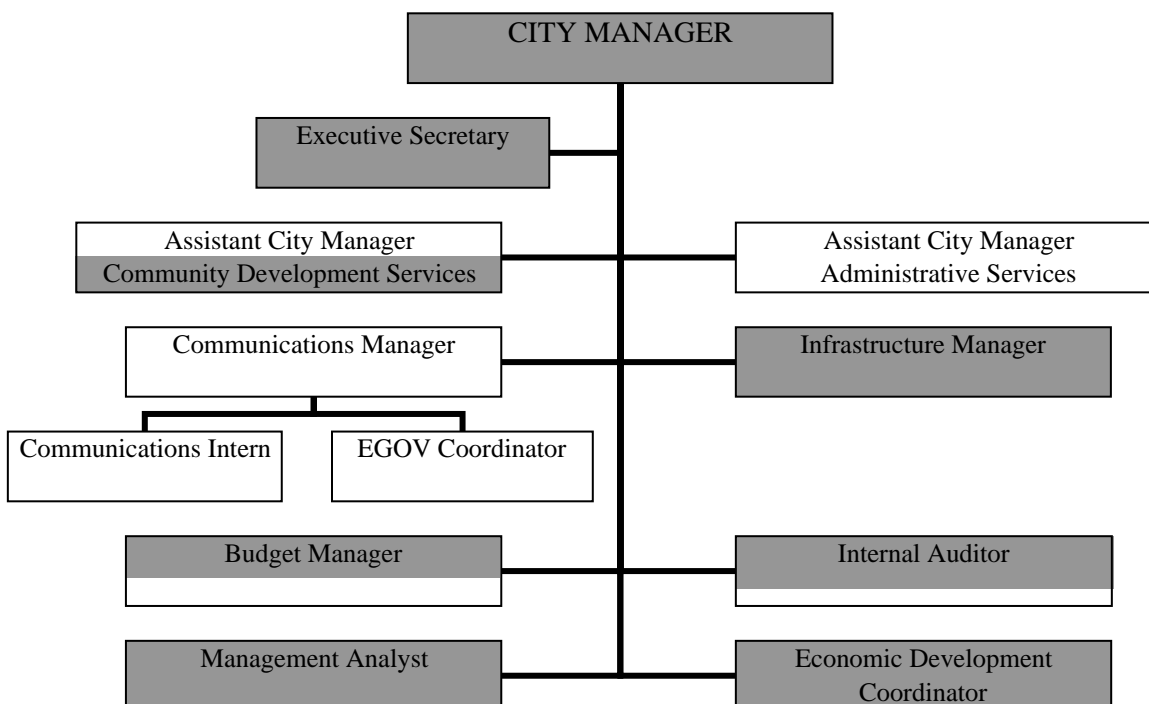 CITY MANAGER
Executive Secretary
Assistant City Manager
Community Development Services
Assistant City Manager
Administrative Services
Communications Manager
Infrastructure Manager
Communications Intern
EGOV Coordinator
Budget Manager
Internal Auditor
Management Analyst
Economic Development
Coordinator